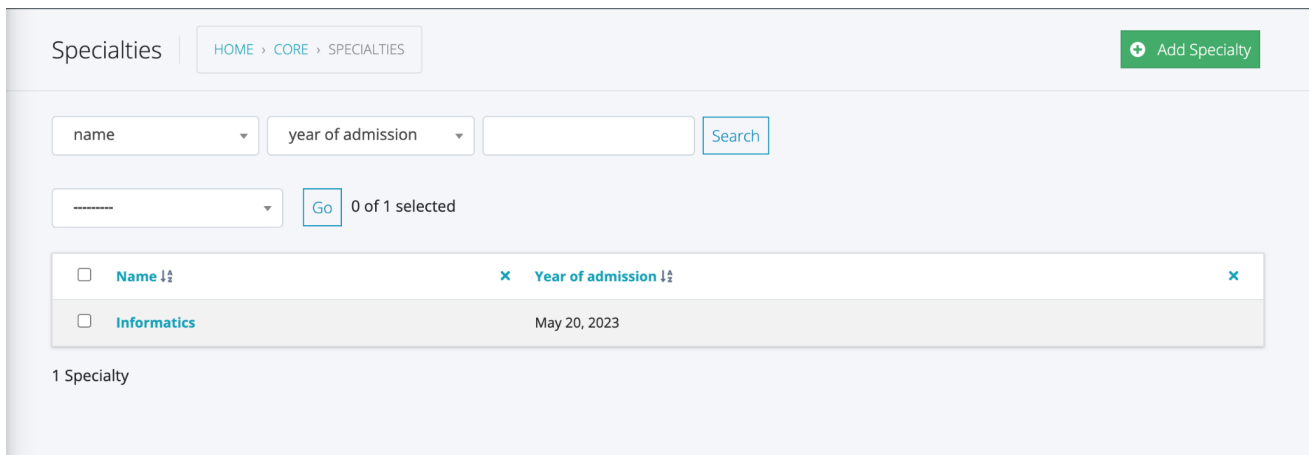 Specialties HOME › CORE › SPECIALTIES Add Specialty
name year of admission Search
--------- Go 0 of 1 selected
Name Year of admission
Informatics May 20, 2023
1 Specialty